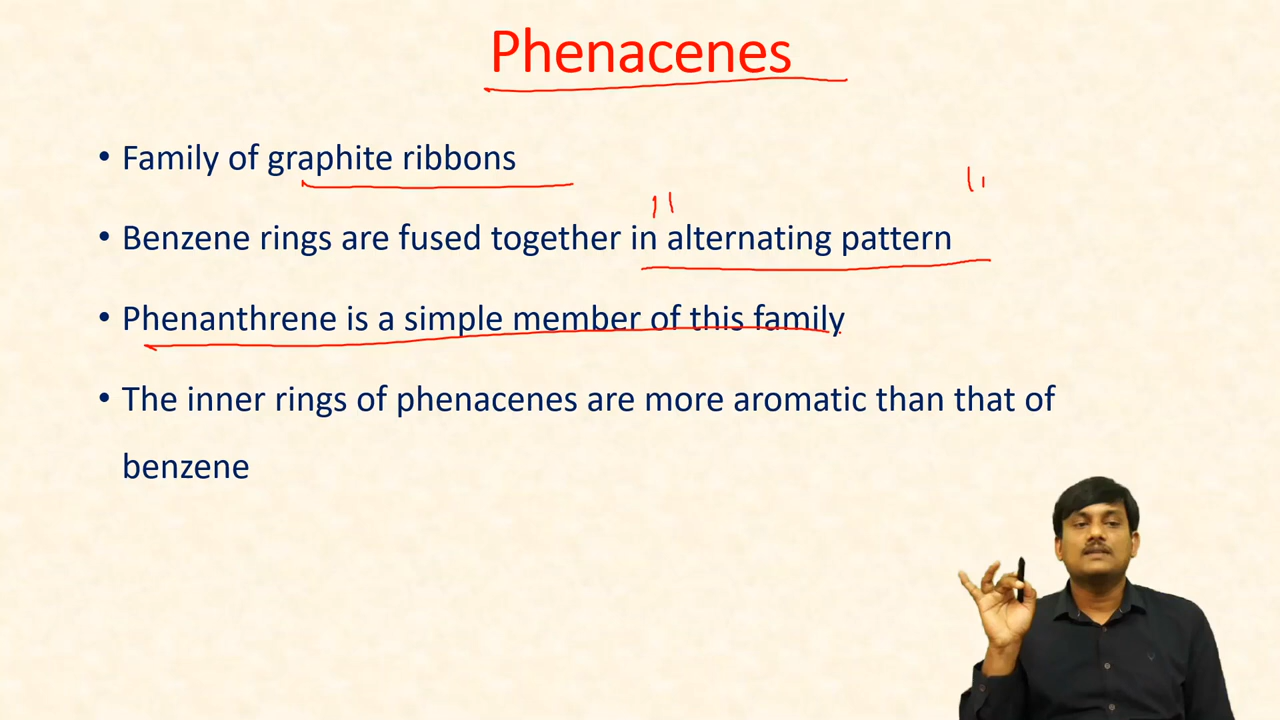 Phenacenes
• Family of graphite ribbons
• Benzene rings are fused together in alternating pattern
• Phenanthrene is a simple member of this family
• The inner rings of phenacenes are more aromatic than that of
benzene